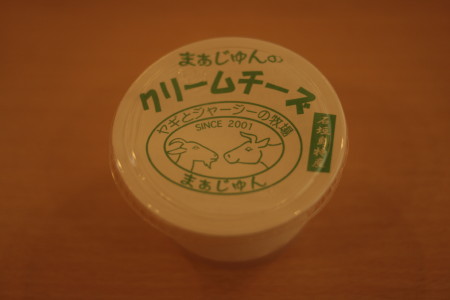 まぁじゅんの
クリームチーズ
ヤギとジャージーの牧場
SINCE 2001
まぁじゅん